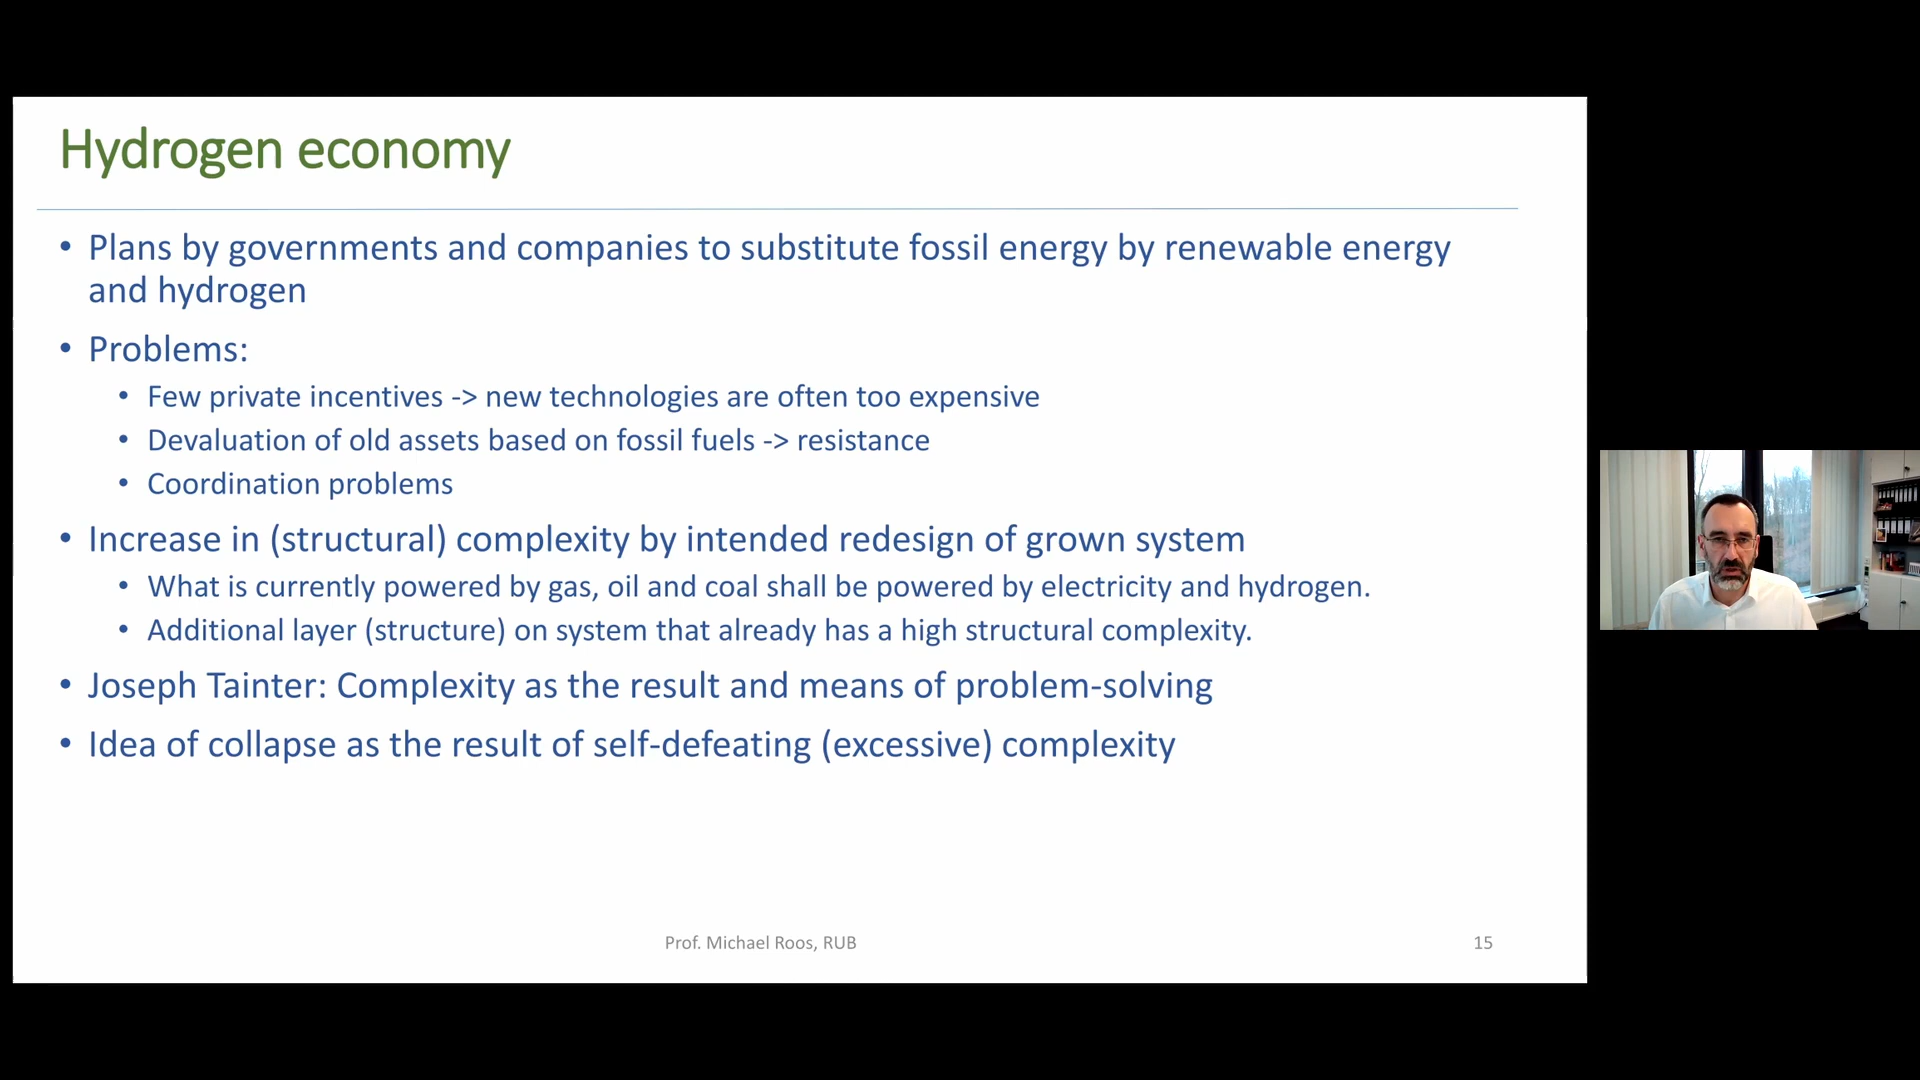 Hydrogen economy
• Plans by governments and companies to substitute fossil energy by renewable energy
and hydrogen
• Problems:
• Few private incentives -> new technologies are often too expensive
• Devaluation of old assets based on fossil fuels -> resistance
• Coordination problems
• Increase in (structural) complexity by intended redesign of grown system
• What is currently powered by gas, oil and coal shall be powered by electricity and hydrogen.
• Additional layer (structure) on system that already has a high structural complexity.
• Joseph Tainter: Complexity as the result and means of problem-solving
• Idea of collapse as the result of self-defeating (excessive) complexity
Prof. Michael Roos, RUB
15